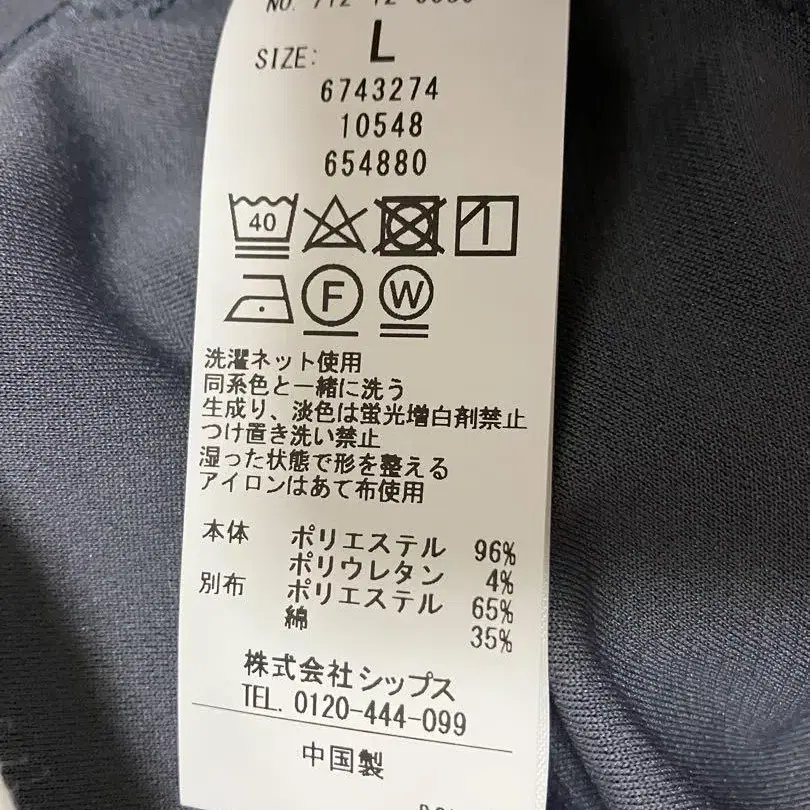 SIZE: L
6743274
10548
654880
40
F W
洗濯ネット使用
同系色と一緒に洗う
生成り、淡色は蛍光増白剤禁止
つけ置き洗い禁止
湿った状態で形を整える
アイロンはあて布使用
本体 ポリエステル 96%
ポリウレタン 4%
別布 ポリエステル 65%
綿 35%
株式会社シップス
TEL. 0120-444-099
中国製